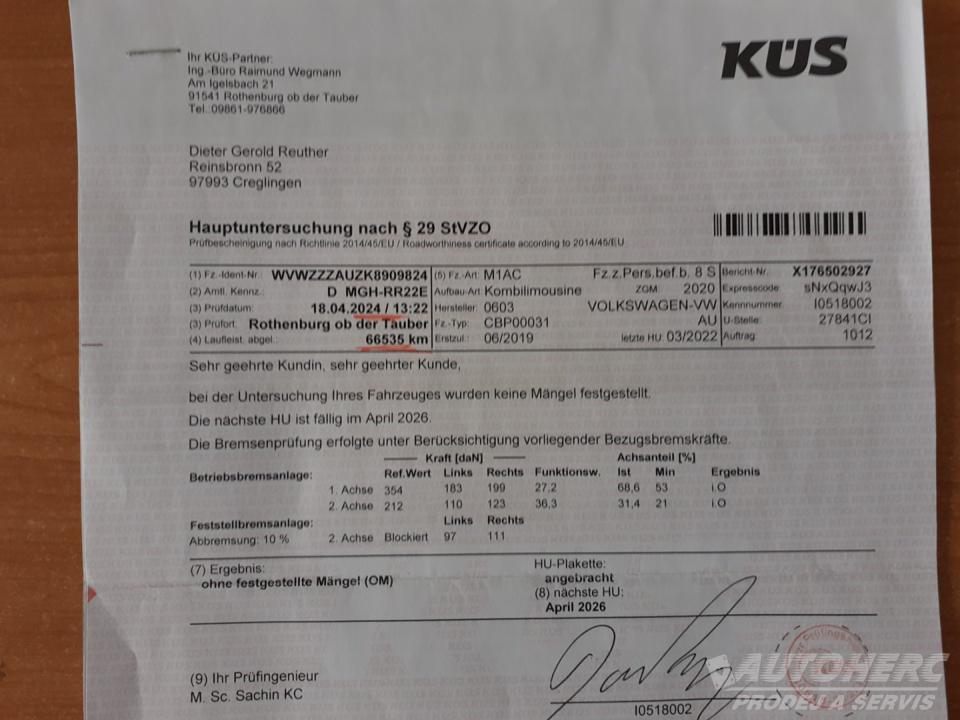 KÜS
Ihr KÜS-Partner:
Ing.-Büro Raimund Wegmann
Am Igelsbach 21
91541 Rothenburg ob der Tauber
Tel.:09861-976866
Dieter Gerold Reuther
Reinsbronn 52
97993 Creglingen
Hauptuntersuchung nach § 29 StVZO
Prüfbescheinigung nach Richtlinie 2014/45/EU / Roadworthiness certificate according to 2014/45/EU
(1) Fz.-Ident-Nr.: WVWZZZAUZK8909824 (5) Fz.-Art: M1AC Fz.z.Pers.bef.b. 8 S Bericht-Nr. X176502927
(2) Amtl. Kennz.: D MGH-RR22E Aufbau-Art Kombilimousine ZGM: 2020 Expresscode: sNxQqwJ3
(3) Prüfdatum: 18.04.2024 / 13:22 Hersteller: 0603 VOLKSWAGEN-VW Kennnummer I0518002
(3) Prüfort: Rothenburg ob der Tauber Fz.-Typ: CBP00031 AU U-Stelle: 27841CI
(4) Laufleist. abgel.: 66535 km Erstzul.: 06/2019 letzte HU: 03/2022 Auftrag: 1012
Sehr geehrte Kundin, sehr geehrter Kunde,
bei der Untersuchung Ihres Fahrzeuges wurden keine Mängel festgestellt.
Die nächste HU ist fällig im April 2026.
Die Bremsenprüfung erfolgte unter Berücksichtigung vorliegender Bezugsbremskräfte.
Kraft [daN] Achsanteil [%]
Betriebsbremsanlage: Ref.Wert Links Rechts Funktionsw. Ist Min Ergebnis
1. Achse 354 183 199 27,2 68,6 53 i.O
2. Achse 212 110 123 36,3 31,4 21 i.O
Feststellbremsanlage: Links Rechts
Abbremsung: 10 % 2. Achse Blockiert 97 111
(7) Ergebnis:
ohne festgestellte Mängel (OM)
HU-Plakette:
angebracht
(8) nächste HU:
April 2026
(9) Ihr Prüfingenieur
M. Sc. Sachin KC
I0518002
AUTOHERC
PRODEJ A SERVIS